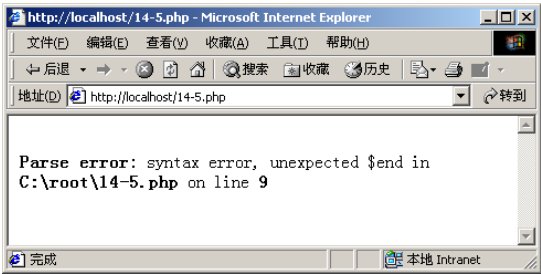 http://localhost/14-5.php - Microsoft Internet Explorer
文件(F) 编辑(E) 查看(V) 收藏(A) 工具(T) 帮助(H)
后退 搜索 收藏 历史
地址(D) http://localhost/14-5.php 转到
Parse error: syntax error, unexpected $end in
C:\root\14-5.php on line 9
完成 本地 Intranet